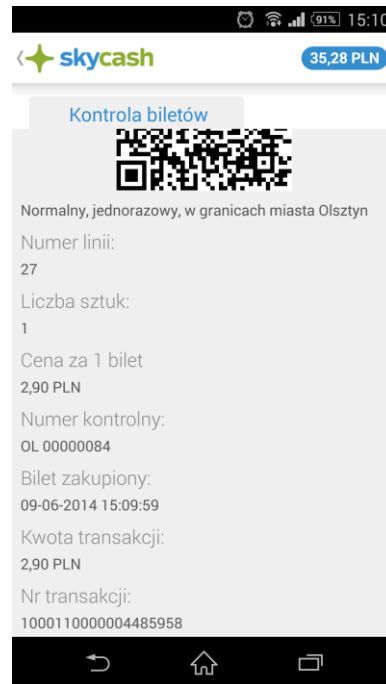 91% 15:10
skycash
35,28 PLN
Kontrola biletów
Normalny, jednorazowy, w granicach miasta Olsztyn
Numer linii:
27
Liczba sztuk:
1
Cena za 1 bilet
2,90 PLN
Numer kontrolny:
OL 00000084
Bilet zakupiony:
09-06-2014 15:09:59
Kwota transakcji:
2,90 PLN
Nr transakcji:
1000110000004485958